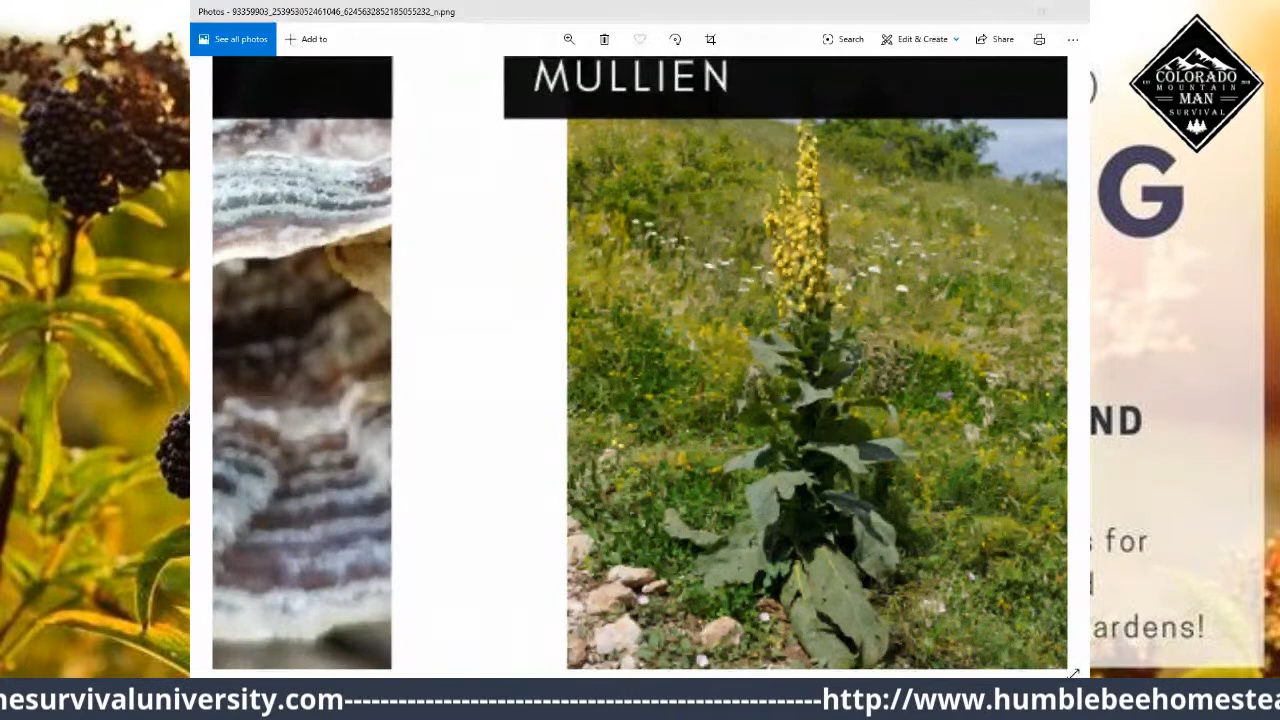 Photos - 93359903_253953052461046_6245632852185055232_n.png
See all photos
Add to
Search
Edit & Create
Share
MULLIEN
COLORADO
MOUNTAIN
MAN
SURVIVAL
)
G
ND
s for
ardens!
nesurvivaluniversity.com-----------------------------------------------------http://www.humblebeehomestea